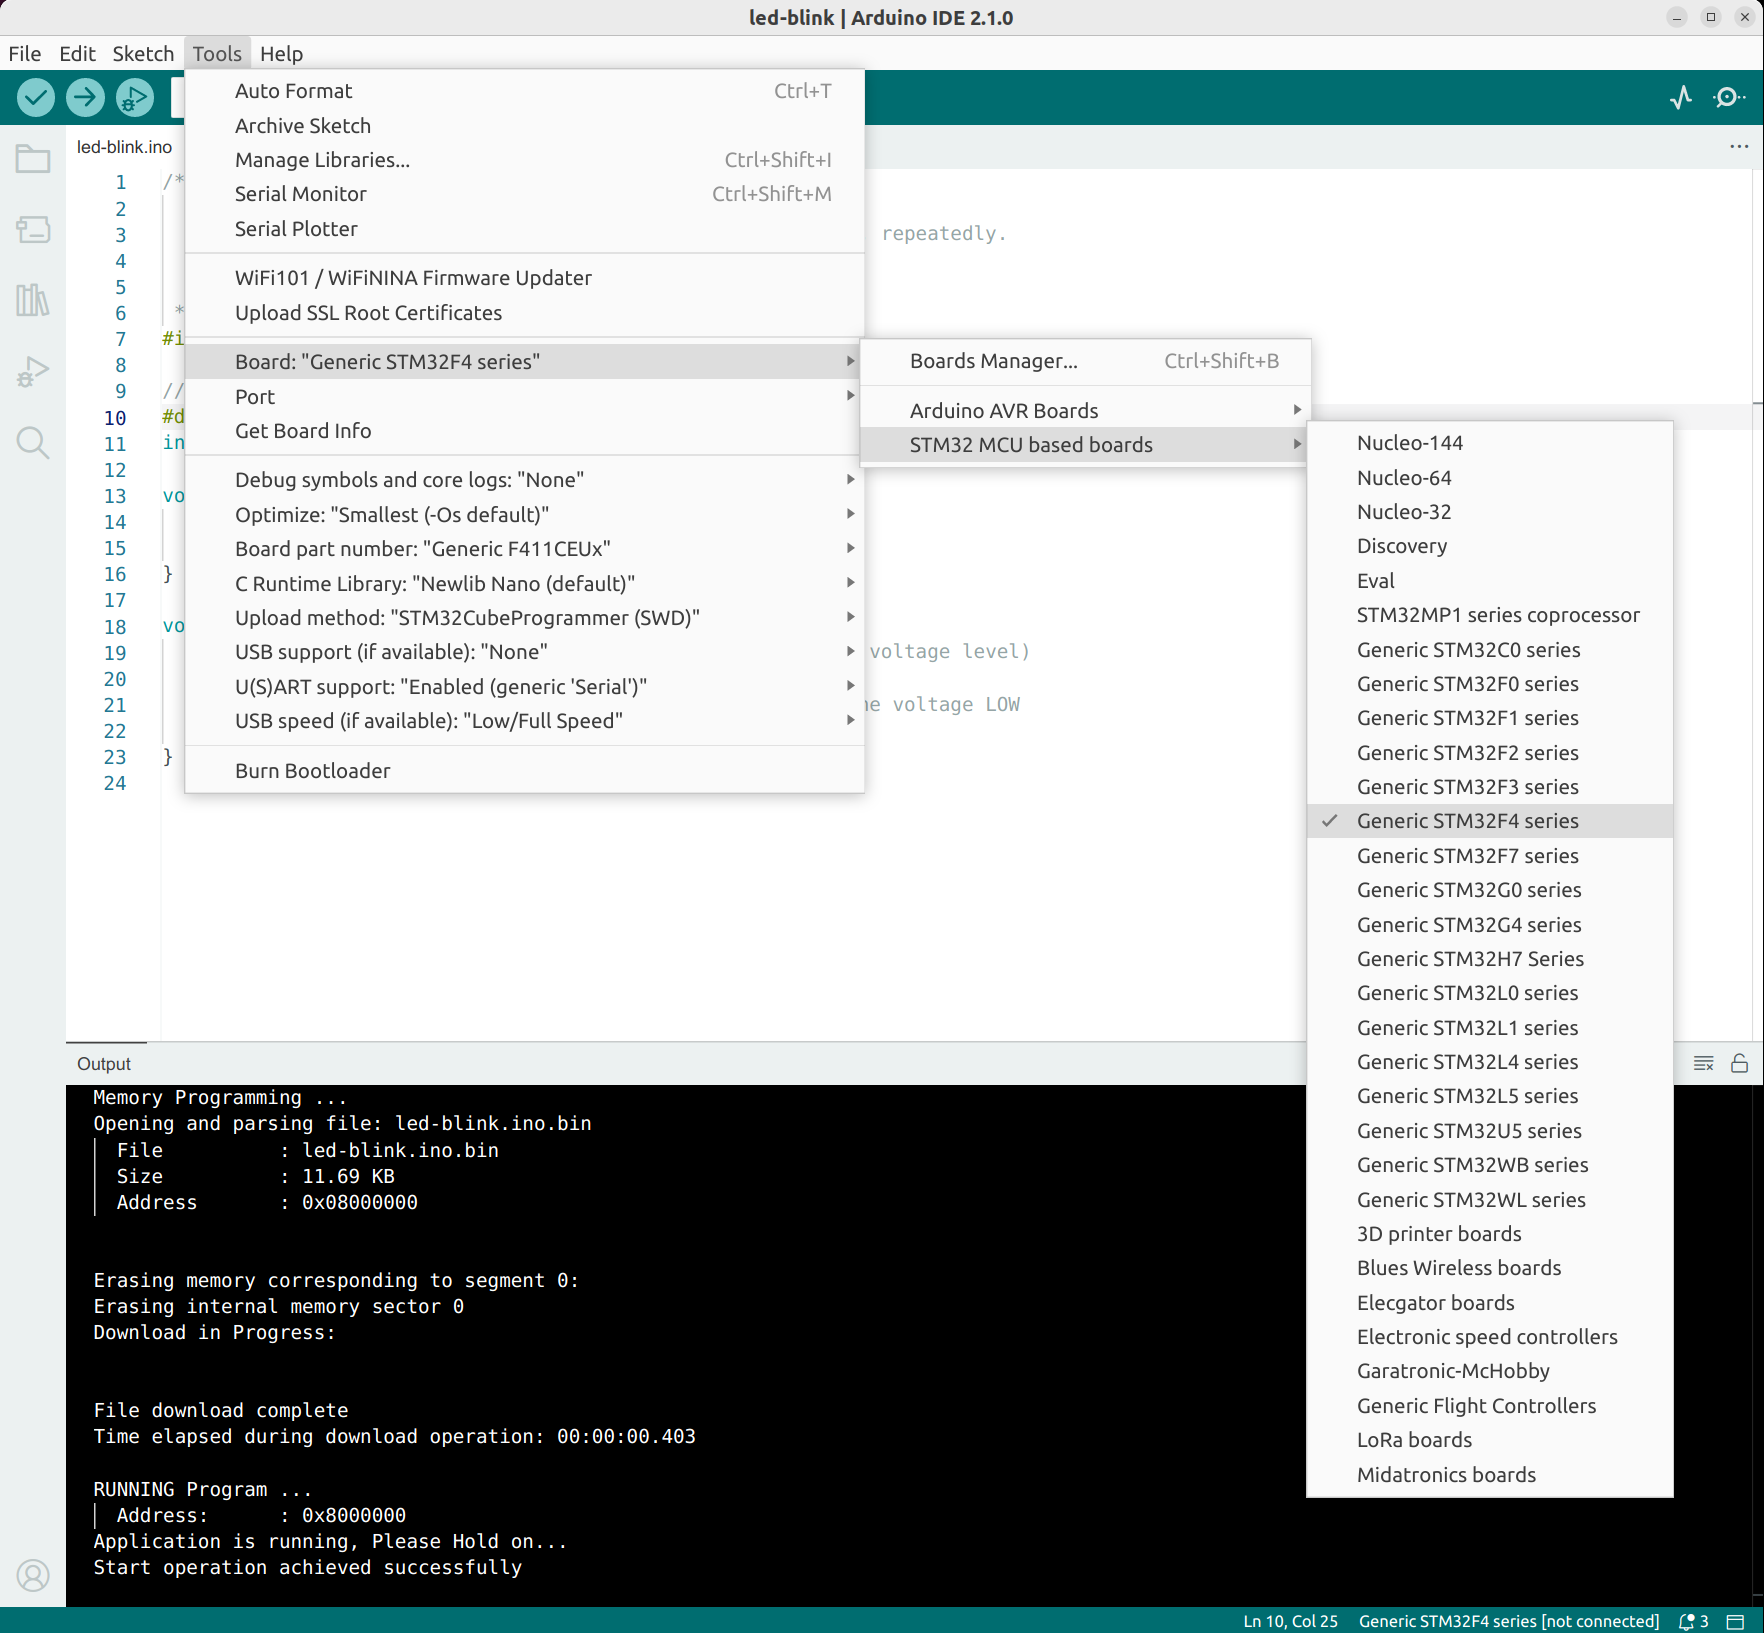 led-blink | Arduino IDE 2.1.0
File Edit Sketch Tools Help
Auto Format Ctrl+T
Archive Sketch
Manage Libraries... Ctrl+Shift+I
Serial Monitor Ctrl+Shift+M
Serial Plotter
WiFi101 / WiFiNINA Firmware Updater
Upload SSL Root Certificates
Board: "Generic STM32F4 series"
Port
Get Board Info
Debug symbols and core logs: "None"
Optimize: "Smallest (-Os default)"
Board part number: "Generic F411CEUx"
C Runtime Library: "Newlib Nano (default)"
Upload method: "STM32CubeProgrammer (SWD)"
USB support (if available): "None"
U(S)ART support: "Enabled (generic 'Serial')"
USB speed (if available): "Low/Full Speed"
Burn Bootloader
Boards Manager... Ctrl+Shift+B
Arduino AVR Boards
STM32 MCU based boards
Nucleo-144
Nucleo-64
Nucleo-32
Discovery
Eval
STM32MP1 series coprocessor
Generic STM32C0 series
Generic STM32F0 series
Generic STM32F1 series
Generic STM32F2 series
Generic STM32F3 series
Generic STM32F4 series
Generic STM32F7 series
Generic STM32G0 series
Generic STM32G4 series
Generic STM32H7 Series
Generic STM32L0 series
Generic STM32L1 series
Generic STM32L4 series
Generic STM32L5 series
Generic STM32U5 series
Generic STM32WB series
Generic STM32WL series
3D printer boards
Blues Wireless boards
Elecgator boards
Electronic speed controllers
Garatronic-McHobby
Generic Flight Controllers
LoRa boards
Midatronics boards
led-blink.ino
1 /*
2
3 repeatedly.
4
5
6 *
7 #i
8
9 //
10 #d
11 in
12
13 vo
14
15
16 }
17
18 vo
19 voltage level)
20
21 he voltage LOW
22
23 }
24
Output
Memory Programming ...
Opening and parsing file: led-blink.ino.bin
File : led-blink.ino.bin
Size : 11.69 KB
Address : 0x08000000
Erasing memory corresponding to segment 0:
Erasing internal memory sector 0
Download in Progress:
File download complete
Time elapsed during download operation: 00:00:00.403
RUNNING Program ...
Address: : 0x8000000
Application is running, Please Hold on...
Start operation achieved successfully
Ln 10, Col 25 Generic STM32F4 series [not connected] 3